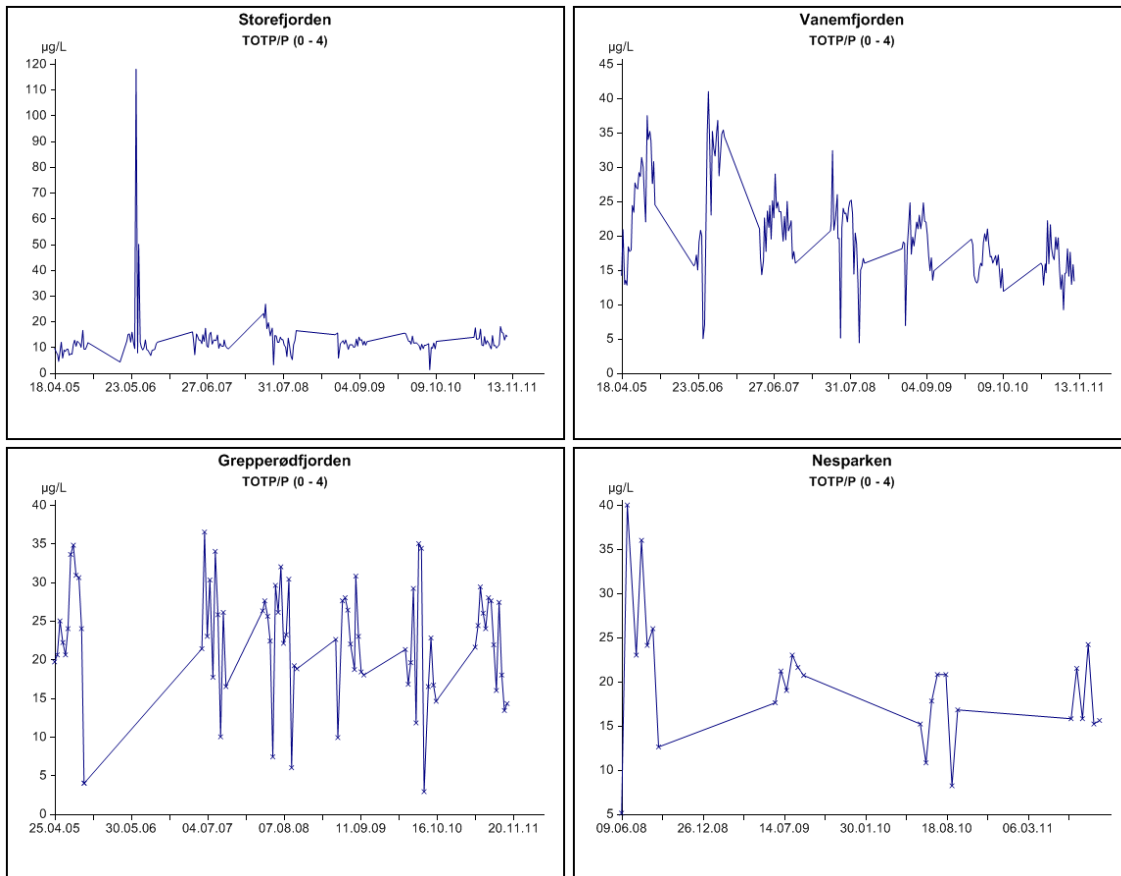 Storefjorden
TOTP/P (0 - 4)
µg/L
120
110
100
90
80
70
60
50
40
30
20
10
0
18.04.05 23.05.06 27.06.07 31.07.08 04.09.09 09.10.10 13.11.11
Vanemfjorden
TOTP/P (0 - 4)
µg/L
45
40
35
30
25
20
15
10
5
0
18.04.05 23.05.06 27.06.07 31.07.08 04.09.09 09.10.10 13.11.11
Grepperødfjorden
TOTP/P (0 - 4)
µg/L
40
35
30
25
20
15
10
5
0
25.04.05 30.05.06 04.07.07 07.08.08 11.09.09 16.10.10 20.11.11
Nesparken
TOTP/P (0 - 4)
µg/L
40
35
30
25
20
15
10
5
09.06.08 26.12.08 14.07.09 30.01.10 18.08.10 06.03.11